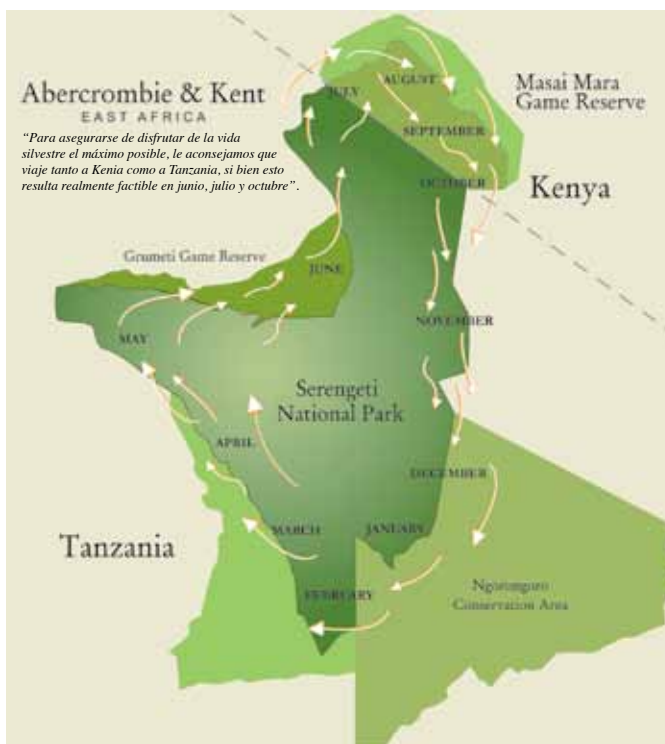 Abercrombie & Kent
EAST AFRICA
“Para asegurarse de disfrutar de la vida
silvestre el máximo posible, le aconsejamos que
viaje tanto a Kenia como a Tanzania, si bien esto
resulta realmente factible en junio, julio y octubre”.
JULY
AUGUST
Masai Mara
Game Reserve
SEPTEMBER
OCTOBER
Kenya
Grumeti Game Reserve
JUNE
NOVEMBER
MAY
Serengeti
National Park
APRIL
DECEMBER
Tanzania
MARCH
JANUARY
FEBRUARY
Ngorongoro
Conservation Area